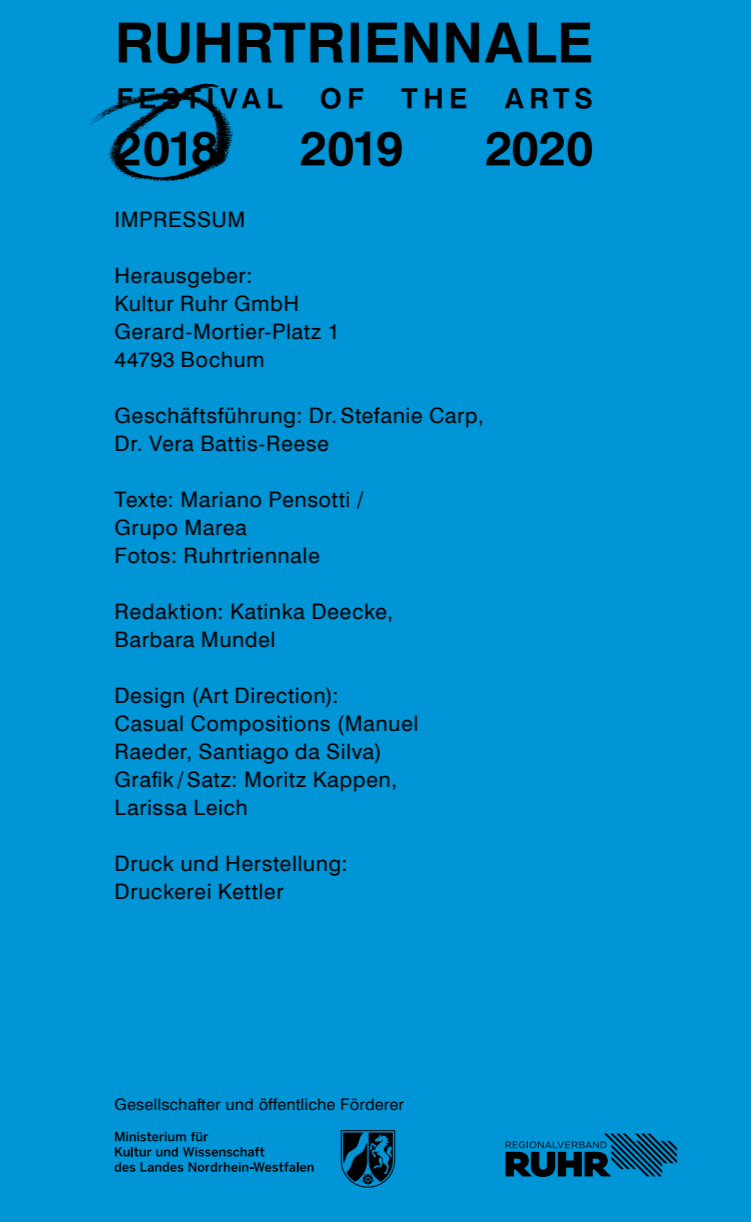 RUHRTRIENNALE
FESTIVAL OF THE ARTS
2018 2019 2020
IMPRESSUM
Herausgeber:
Kultur Ruhr GmbH
Gerard-Mortier-Platz 1
44793 Bochum
Geschäftsführung: Dr. Stefanie Carp,
Dr. Vera Battis-Reese
Texte: Mariano Pensotti /
Grupo Marea
Fotos: Ruhrtriennale
Redaktion: Katinka Deecke,
Barbara Mundel
Design (Art Direction):
Casual Compositions (Manuel
Raeder, Santiago da Silva)
Grafik / Satz: Moritz Kappen,
Larissa Leich
Druck und Herstellung:
Druckerei Kettler
Gesellschafter und öffentliche Förderer
Ministerium für
Kultur und Wissenschaft
des Landes Nordrhein-Westfalen
REGIONALVERBAND
RUHR